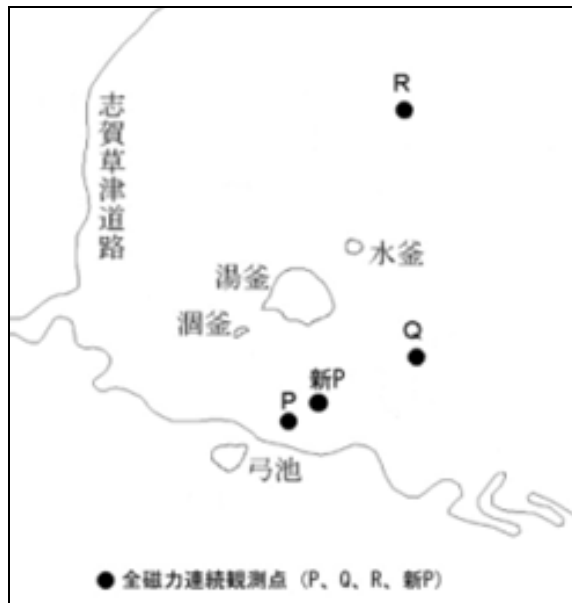 R
志賀草津道路
水釜
湯釜
涸釜
Q
新P
P
弓池
● 全磁力連続観測点 (P、Q、R、新P)